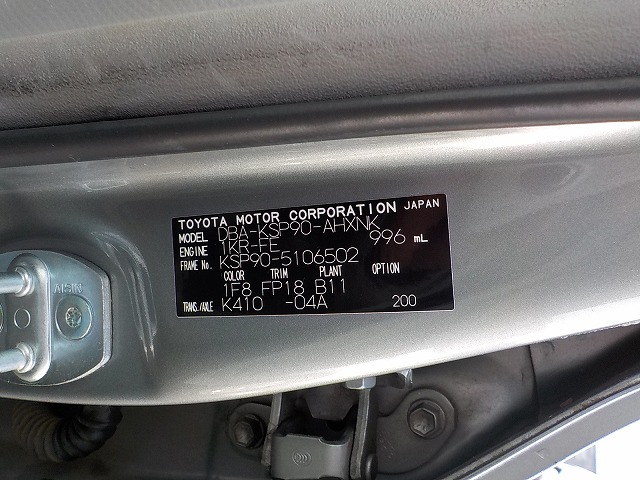 TOYOTA MOTOR CORPORATION JAPAN
MODEL DBA-KSP90-AHXNK
ENGINE 1KR-FE 996 mL
FRAME No. KSP90-5106502
COLOR TRIM PLANT OPTION
1F8 FP18 B11
TRANS./AXLE K410 -04A 200
AISIN